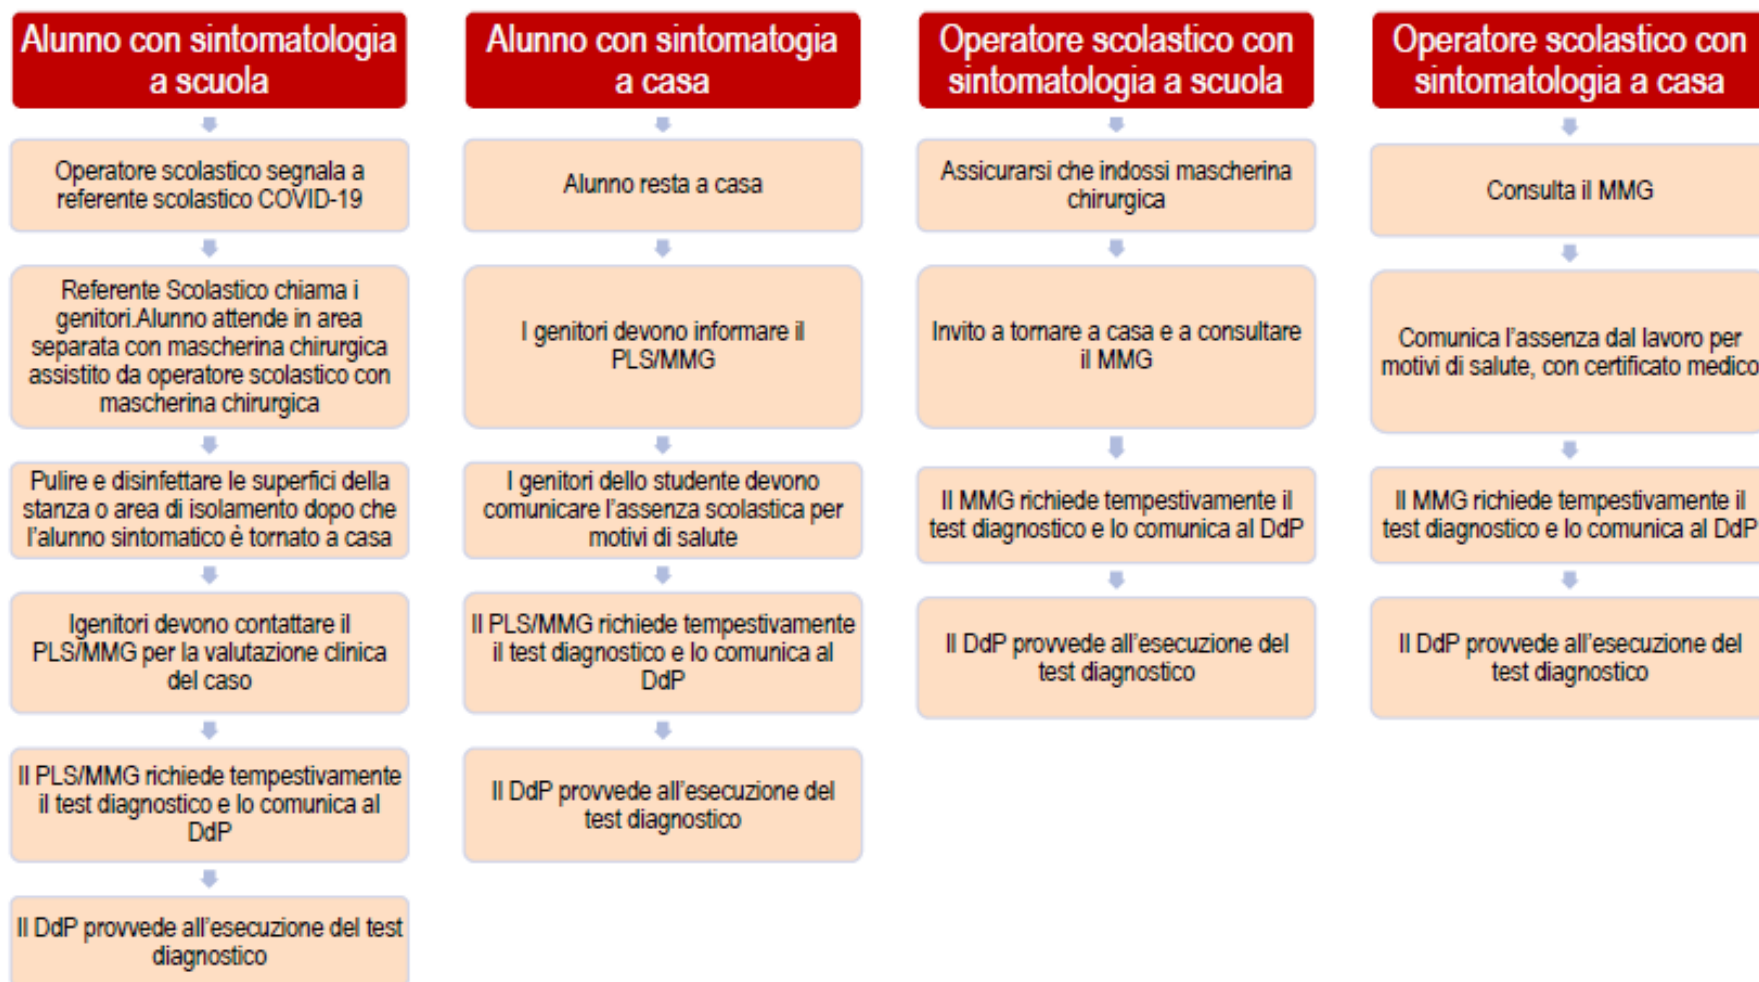 Alunno con sintomatologia
a scuola
Operatore scolastico segnala a
referente scolastico COVID-19
Referente Scolastico chiama i
genitori.Alunno attende in area
separata con mascherina chirurgica
assistito da operatore scolastico con
mascherina chirurgica
Pulire e disinfettare le superfici della
stanza o area di isolamento dopo che
l'alunno sintomatico è tornato a casa
Igenitori devono contattare il
PLS/MMG per la valutazione clinica
del caso
Il PLS/MMG richiede tempestivamente
il test diagnostico e lo comunica al
DdP
Il DdP provvede all'esecuzione del test
diagnostico
Alunno con sintomatogia
a casa
Alunno resta a casa
I genitori devono informare il
PLS/MMG
I genitori dello studente devono
comunicare l'assenza scolastica per
motivi di salute
Il PLS/MMG richiede tempestivamente
il test diagnostico e lo comunica al
DdP
Il DdP provvede all'esecuzione del
test diagnostico
Operatore scolastico con
sintomatologia a scuola
Assicurarsi che indossi mascherina
chirurgica
Invito a tornare a casa e a consultare
il MMG
Il MMG richiede tempestivamente il
test diagnostico e lo comunica al DdP
Il DdP provvede all'esecuzione del
test diagnostico
Operatore scolastico con
sintomatologia a casa
Consulta il MMG
Comunica l'assenza dal lavoro per
motivi di salute, con certificato medico
Il MMG richiede tempestivamente il
test diagnostico e lo comunica al DdP
Il DdP provvede all'esecuzione del
test diagnostico